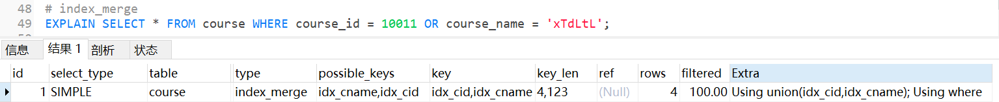 48 # index_merge
49 EXPLAIN SELECT * FROM course WHERE course_id = 10011 OR course_name = 'xTdLtL';
信息 结果 1 剖析 状态
id select_type table type possible_keys key key_len ref rows filtered Extra
1 SIMPLE course index_merge idx_cname,idx_cid idx_cid,idx_cname 4,123 (Null) 4 100.00 Using union(idx_cid,idx_cname); Using where